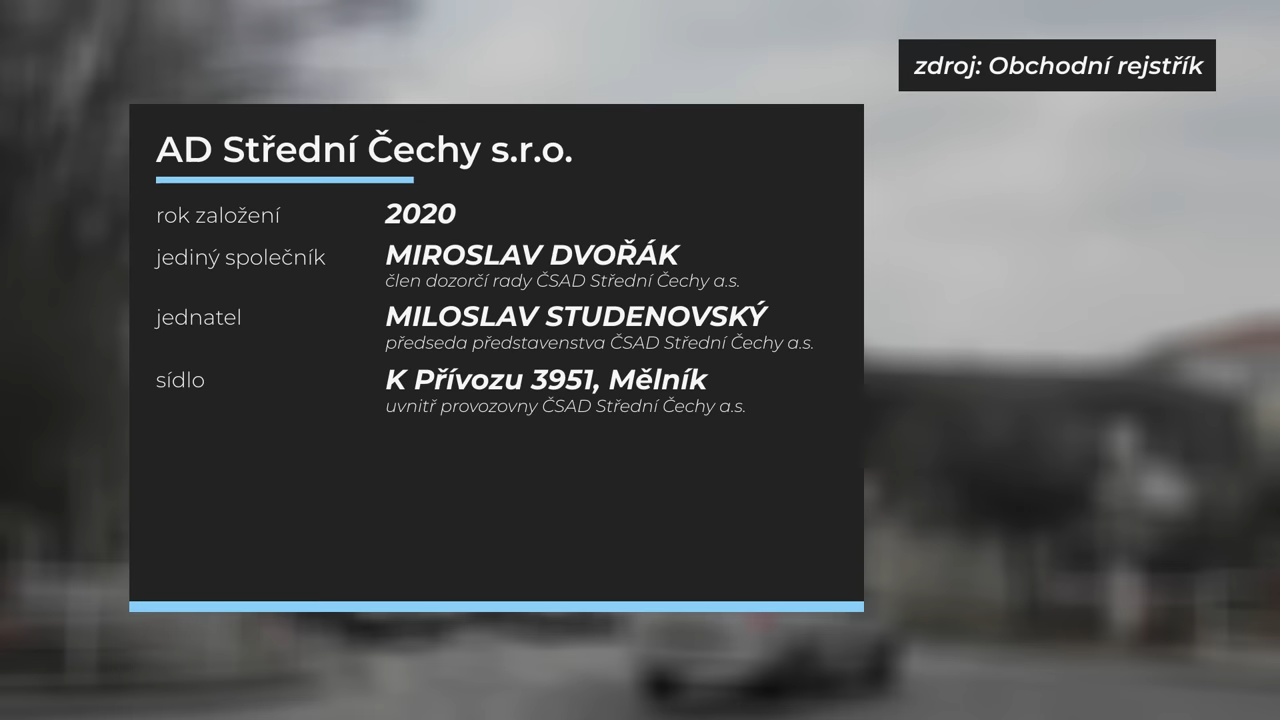 zdroj: Obchodní rejstřík
AD Střední Čechy s.r.o.
rok založení 2020
jediný společník MIROSLAV DVOŘÁK
člen dozorčí rady ČSAD Střední Čechy a.s.
jednatel MILOSLAV STUDENOVSKÝ
předseda představenstva ČSAD Střední Čechy a.s.
sídlo K Přívozu 3951, Mělník
uvnitř provozovny ČSAD Střední Čechy a.s.